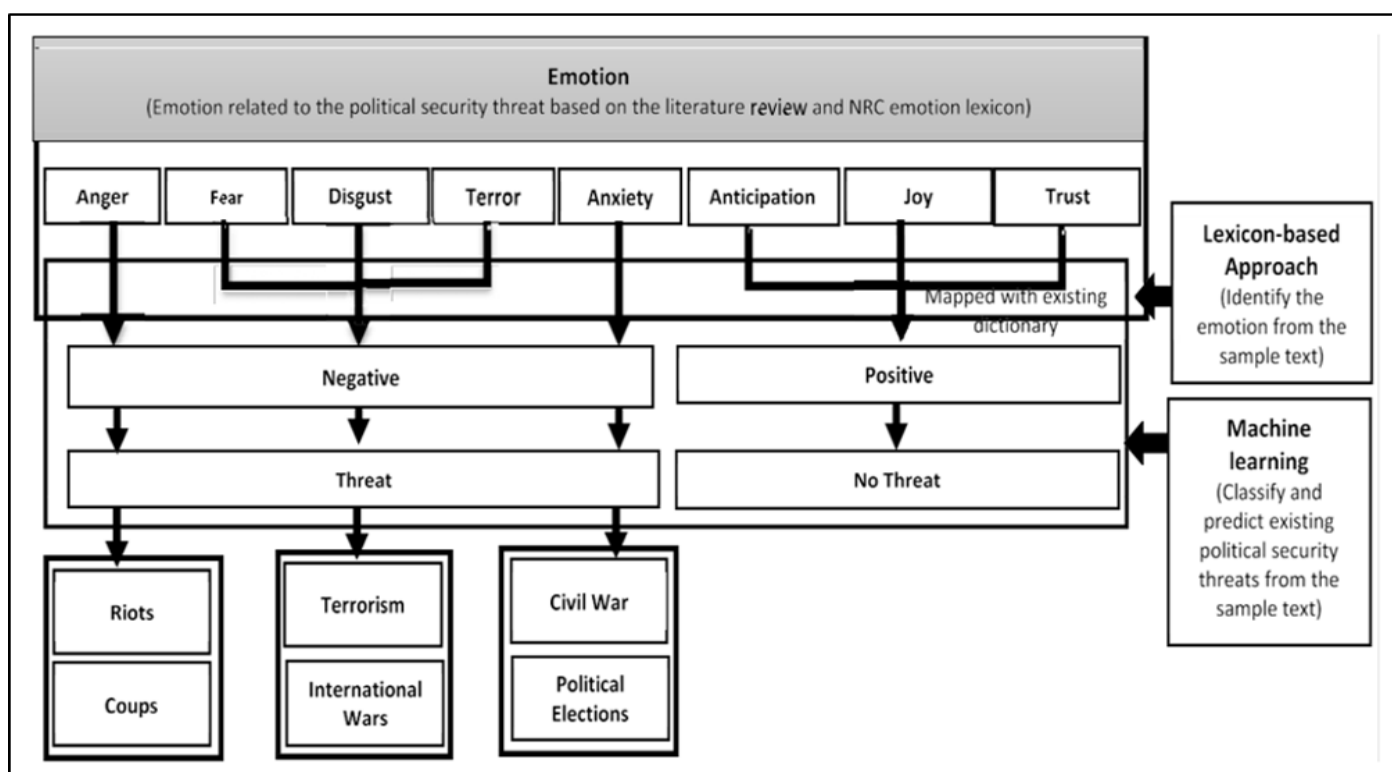 Emotion
(Emotion related to the political security threat based on the literature review and NRC emotion lexicon)
Anger
Fear
Disgust
Terror
Anxiety
Anticipation
Joy
Trust
Mapped with existing
dictionary
Negative
Positive
Threat
No Threat
Riots
Coups
Terrorism
International
Wars
Civil War
Political
Elections
Lexicon-based
Approach
(Identify the
emotion from the
sample text)
Machine
learning
(Classify and
predict existing
political security
threats from the
sample text)